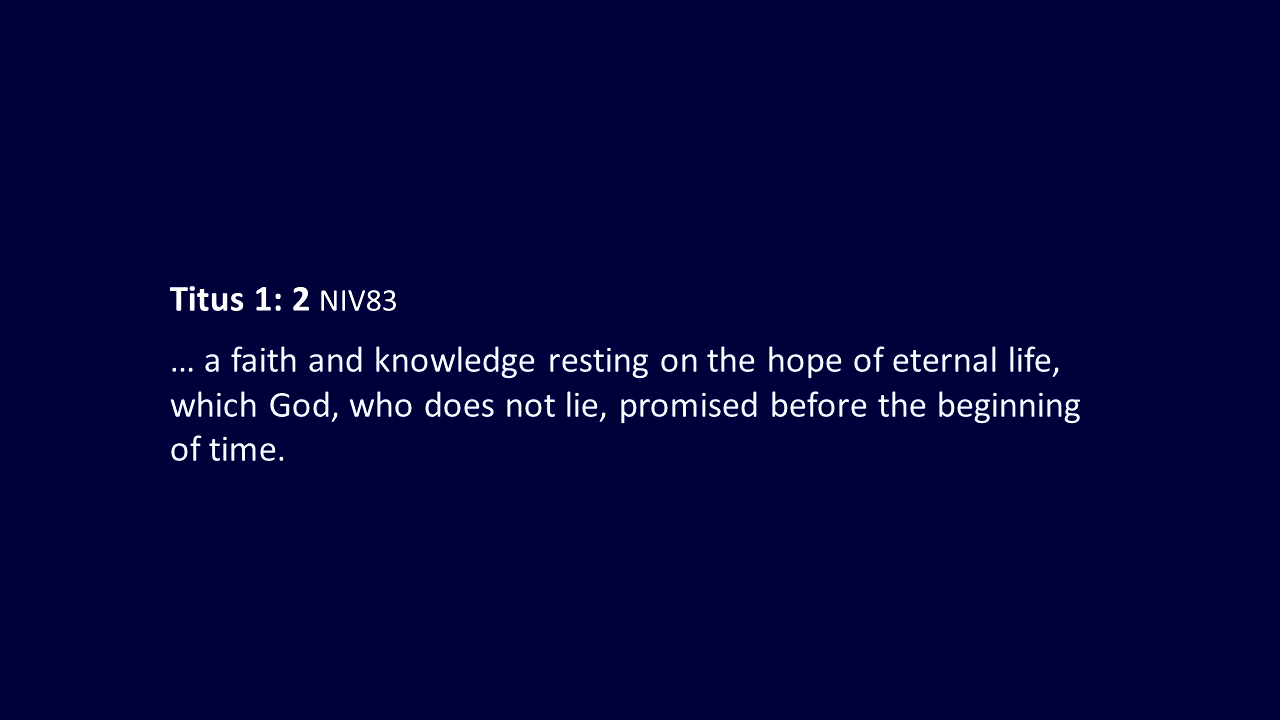 Titus 1: 2 NIV83
... a faith and knowledge resting on the hope of eternal life,
which God, who does not lie, promised before the beginning
of time.